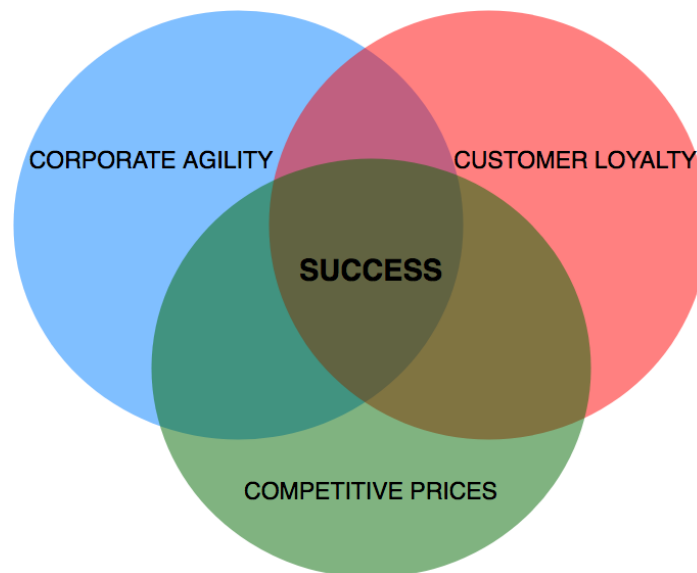 CORPORATE AGILITY
CUSTOMER LOYALTY
SUCCESS
COMPETITIVE PRICES